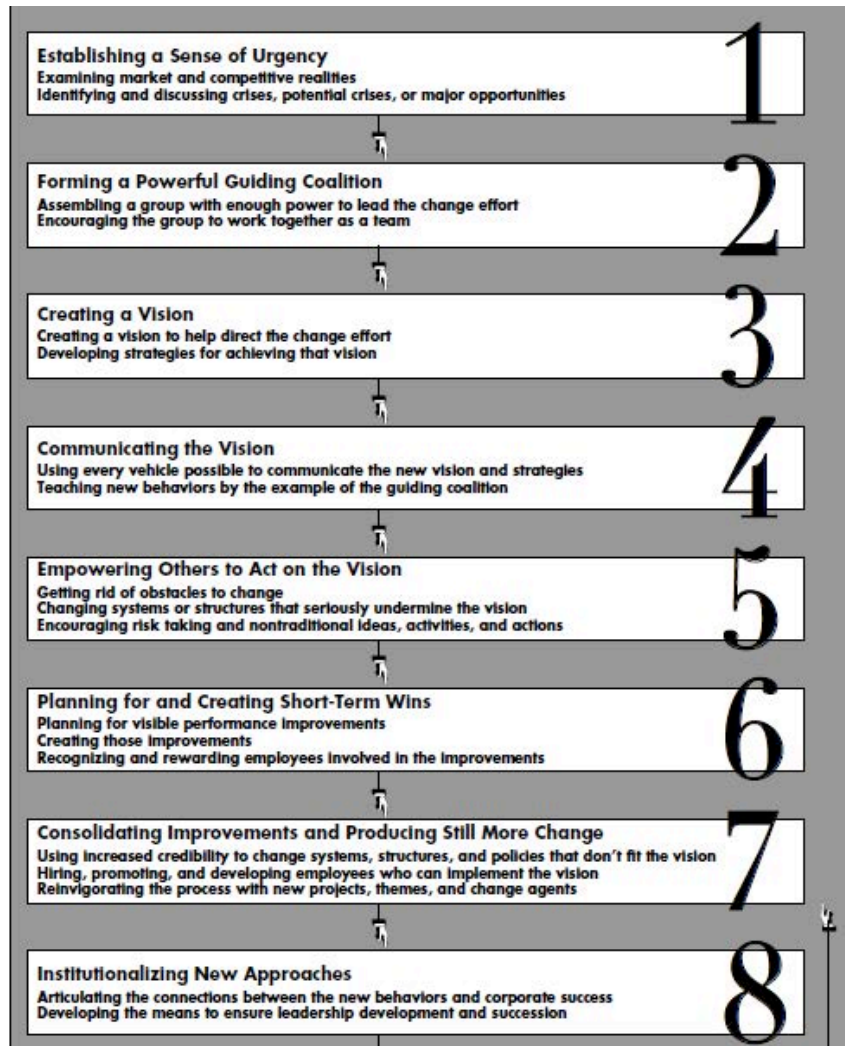 Establishing a Sense of Urgency
Examining market and competitive realities
Identifying and discussing crises, potential crises, or major opportunities
1
Forming a Powerful Guiding Coalition
Assembling a group with enough power to lead the change effort
Encouraging the group to work together as a team
2
Creating a Vision
Creating a vision to help direct the change effort
Developing strategies for achieving that vision
3
Communicating the Vision
Using every vehicle possible to communicate the new vision and strategies
Teaching new behaviors by the example of the guiding coalition
4
Empowering Others to Act on the Vision
Getting rid of obstacles to change
Changing systems or structures that seriously undermine the vision
Encouraging risk taking and nontraditional ideas, activities, and actions
5
Planning for and Creating Short-Term Wins
Planning for visible performance improvements
Creating those improvements
Recognizing and rewarding employees involved in the improvements
6
Consolidating Improvements and Producing Still More Change
Using increased credibility to change systems, structures, and policies that don't fit the vision
Hiring, promoting, and developing employees who can implement the vision
Reinvigorating the process with new projects, themes, and change agents
7
Institutionalizing New Approaches
Articulating the connections between the new behaviors and corporate success
Developing the means to ensure leadership development and succession
8